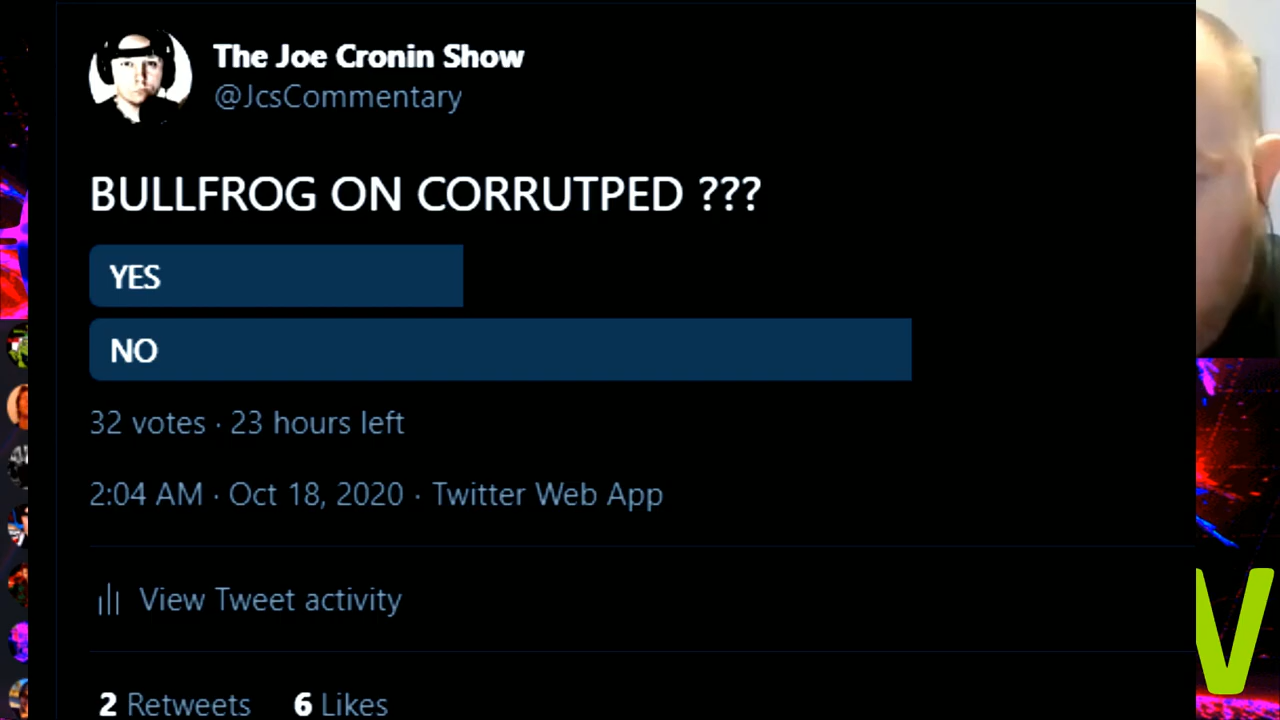 The Joe Cronin Show
@JcsCommentary
BULLFROG ON CORRUTPED ???
YES
NO
32 votes · 23 hours left
2:04 AM · Oct 18, 2020 · Twitter Web App
View Tweet activity
2 Retweets 6 Likes